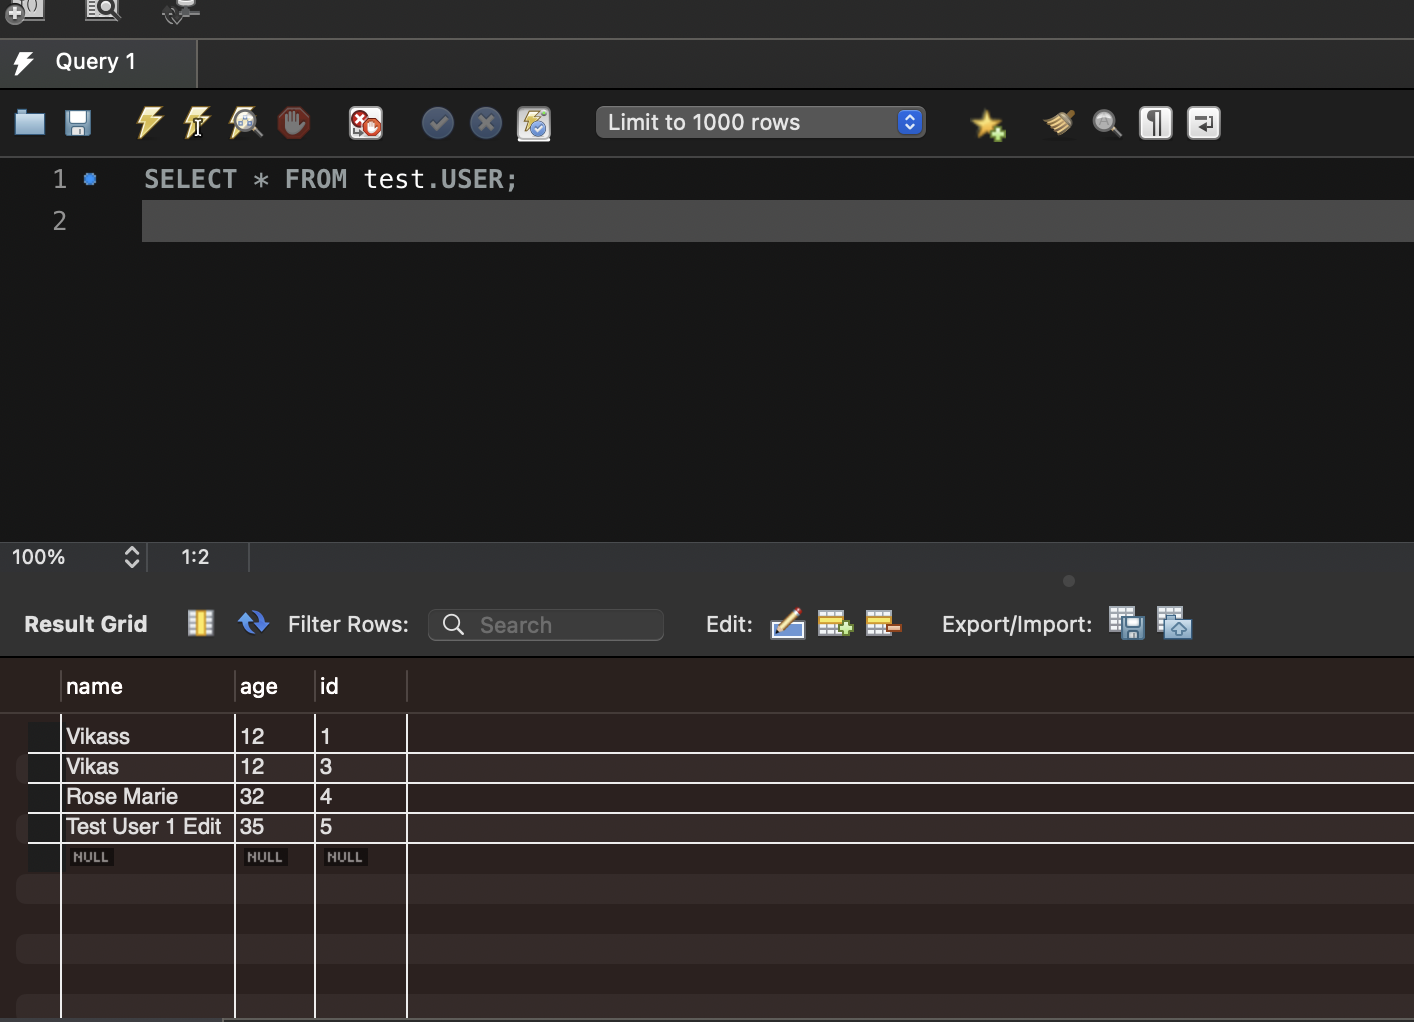 Query 1
Limit to 1000 rows
1 SELECT * FROM test.USER;
2
100% 1:2
Result Grid Filter Rows: Search Edit: Export/Import:
name age id
Vikass 12 1
Vikas 12 3
Rose Marie 32 4
Test User 1 Edit 35 5
NULL NULL NULL